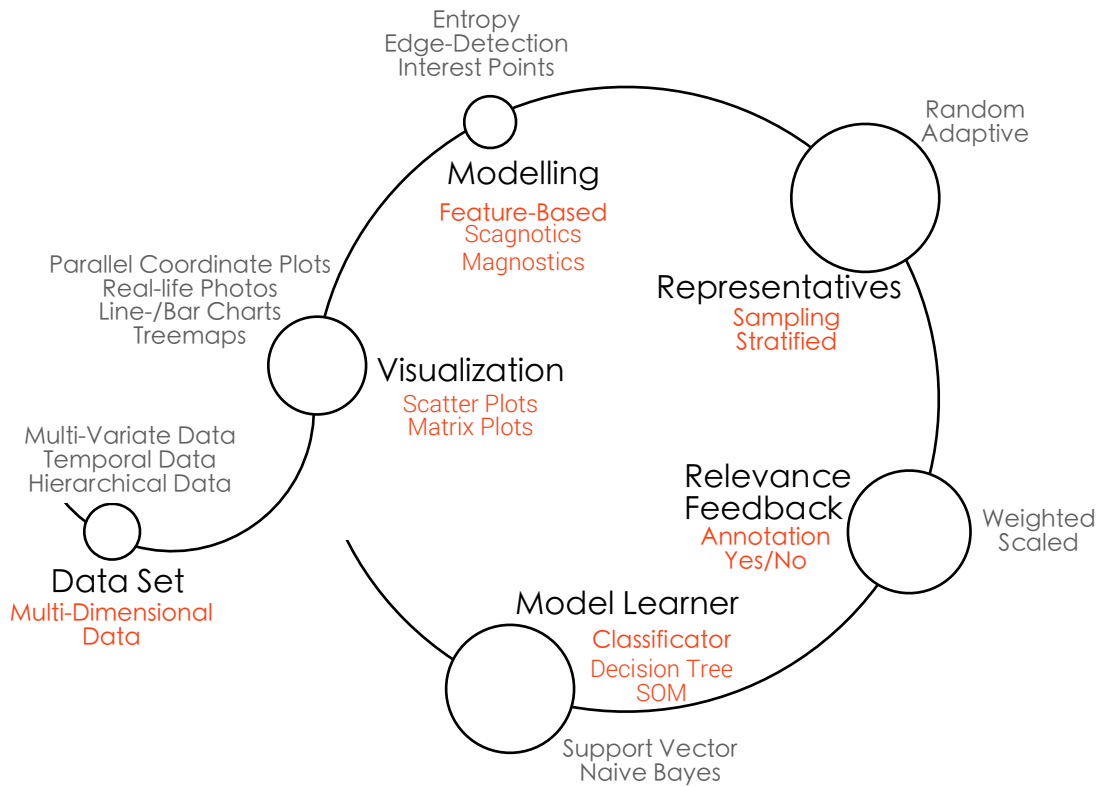 Entropy
Edge-Detection
Interest Points
Modelling
Feature-Based
Scagnotics
Magnostics
Random
Adaptive
Representatives
Sampling
Stratified
Parallel Coordinate Plots
Real-life Photos
Line-/Bar Charts
Treemaps
Visualization
Scatter Plots
Matrix Plots
Multi-Variate Data
Temporal Data
Hierarchical Data
Data Set
Multi-Dimensional
Data
Relevance
Feedback
Annotation
Yes/No
Weighted
Scaled
Model Learner
Classificator
Decision Tree
SOM
Support Vector
Naive Bayes